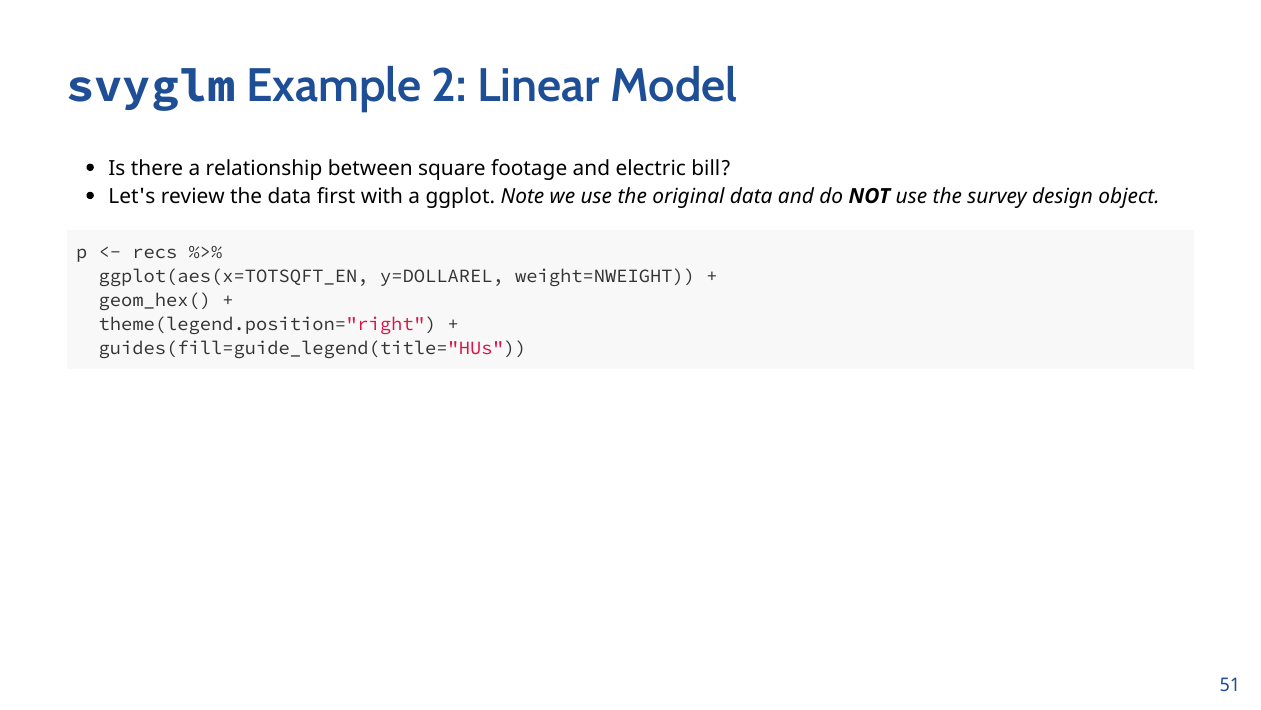 svyglm Example 2: Linear Model
• Is there a relationship between square footage and electric bill?
• Let's review the data first with a ggplot. Note we use the original data and do NOT use the survey design object.
p <- recs %>%
  ggplot(aes(x=TOTSQFT_EN, y=DOLLAREL, weight=NWEIGHT)) +
  geom_hex() +
  theme(legend.position="right") +
  guides(fill=guide_legend(title="HUs"))
51